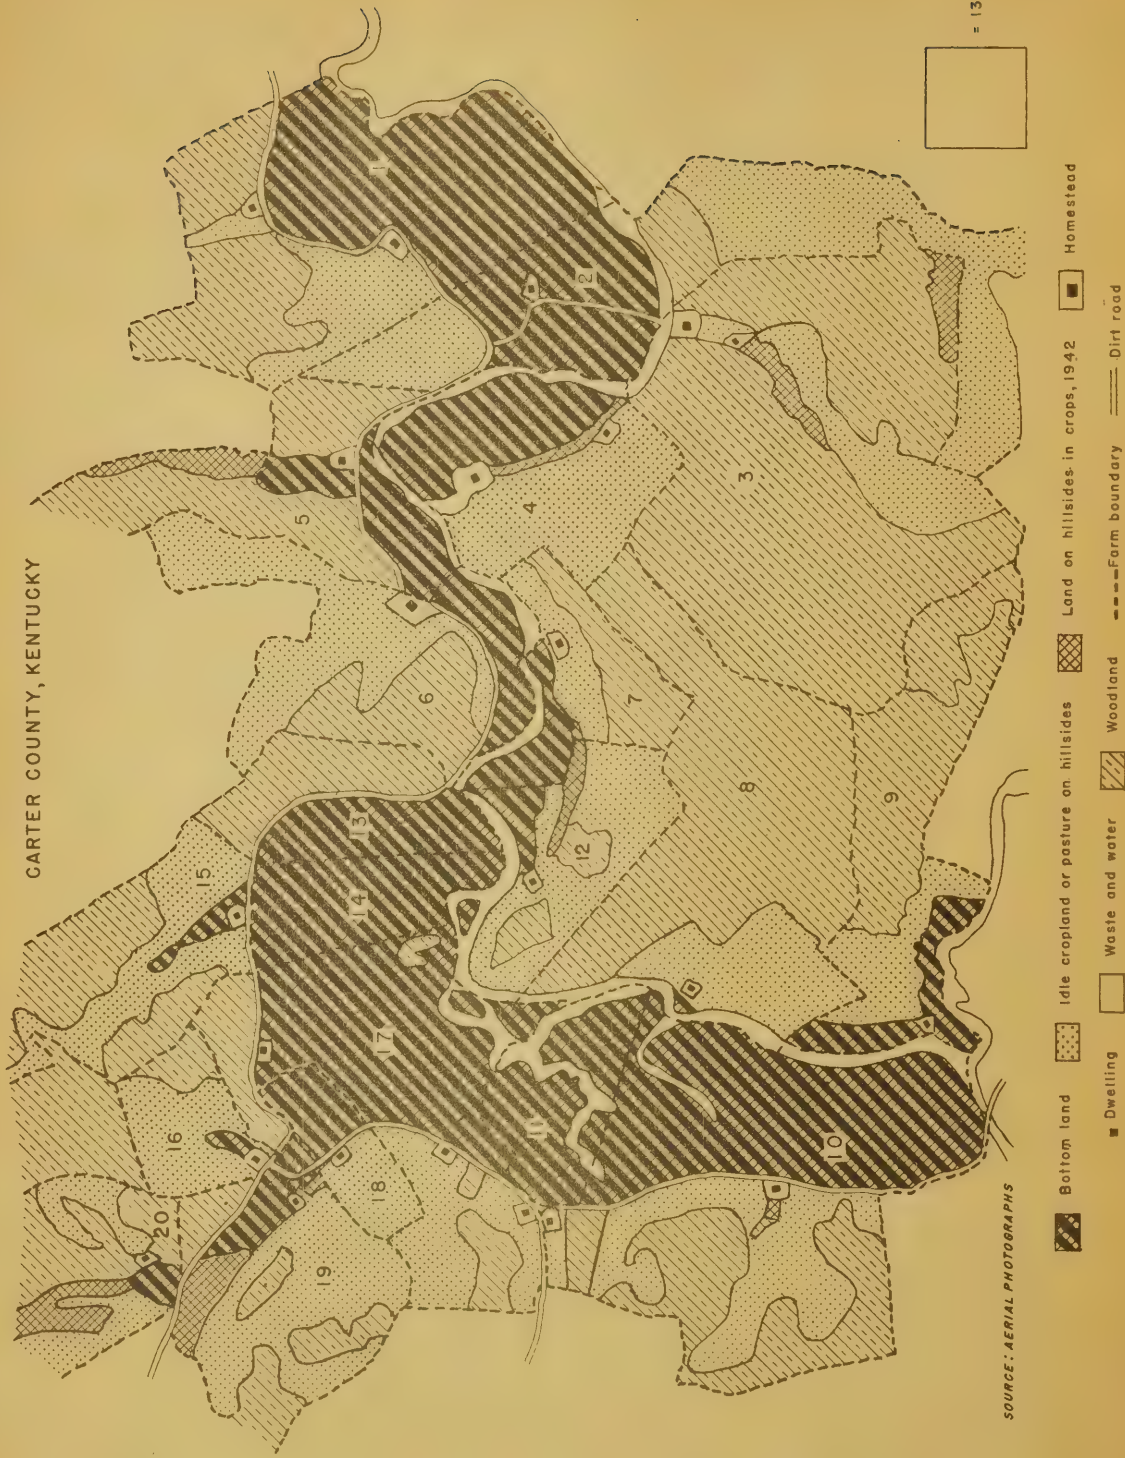 CARTER COUNTY, KENTUCKY
20
16
15
5
19
14
13
18
1
17
6
4
11
12
2
1
7
3
8
10
9
= 13
SOURCE: AERIAL PHOTOGRAPHS
Bottom land
Idle cropland or pasture on hillsides
Land on hillsides in crops, 1942
Homestead
Dwelling
Waste and water
Woodland
Farm boundary
Dirt road